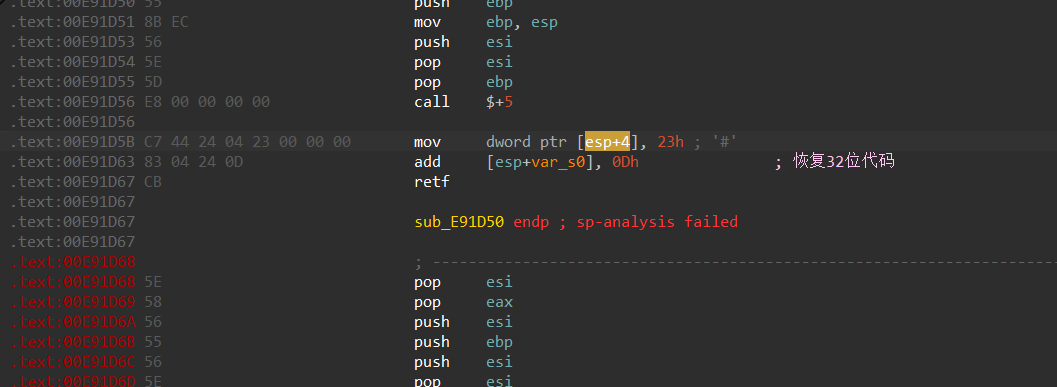 .text:00E91D50 55 push ebp
.text:00E91D51 8B EC mov ebp, esp
.text:00E91D53 56 push esi
.text:00E91D54 5E pop esi
.text:00E91D55 5D pop ebp
.text:00E91D56 E8 00 00 00 00 call $+5
.text:00E91D56
.text:00E91D5B C7 44 24 04 23 00 00 00 mov dword ptr [esp+4], 23h ; '#'
.text:00E91D63 83 04 24 0D add [esp+var_s0], 0Dh ; 恢复32位代码
.text:00E91D67 CB retf
.text:00E91D67
.text:00E91D67 sub_E91D50 endp ; sp-analysis failed
.text:00E91D67
.text:00E91D68 ; ---------------------------------------------------------------------------
.text:00E91D68 5E pop esi
.text:00E91D69 58 pop eax
.text:00E91D6A 56 push esi
.text:00E91D6B 55 push ebp
.text:00E91D6C 56 push esi
.text:00E91D6D 5E pop esi